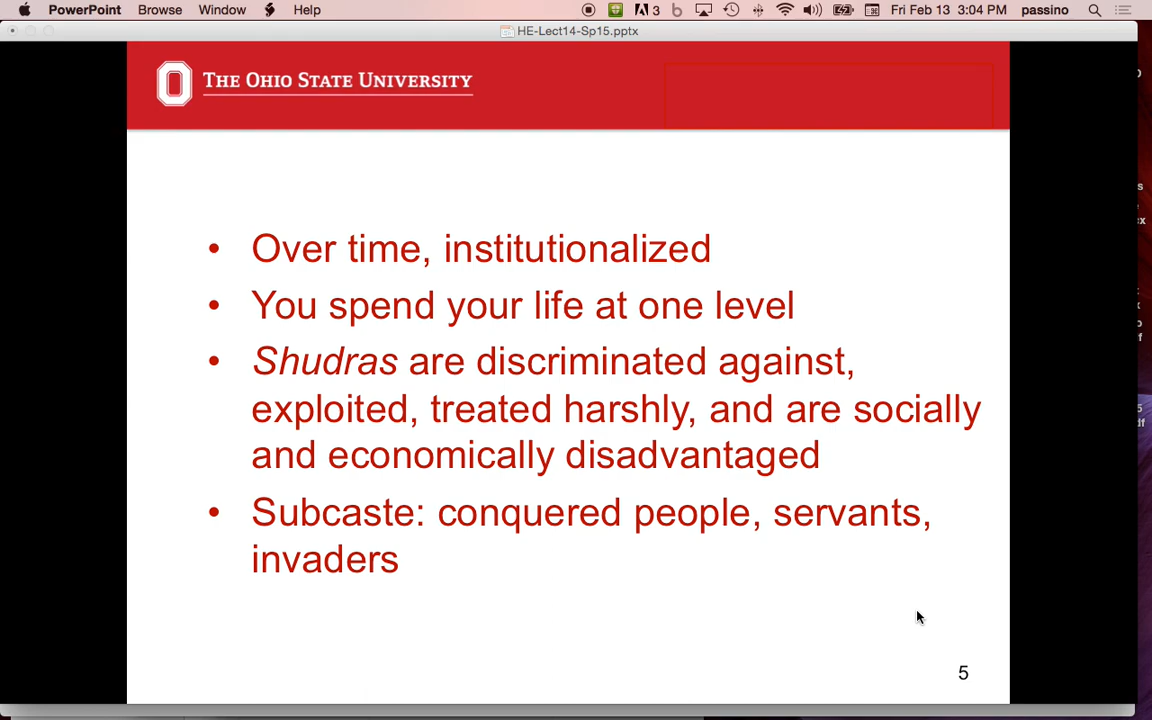 PowerPoint Browse Window Help 3 Fri Feb 13 3:04 PM passino
HE-Lect14-Sp15.pptx
THE OHIO STATE UNIVERSITY
• Over time, institutionalized
• You spend your life at one level
• Shudras are discriminated against,
exploited, treated harshly, and are socially
and economically disadvantaged
• Subcaste: conquered people, servants,
invaders
5